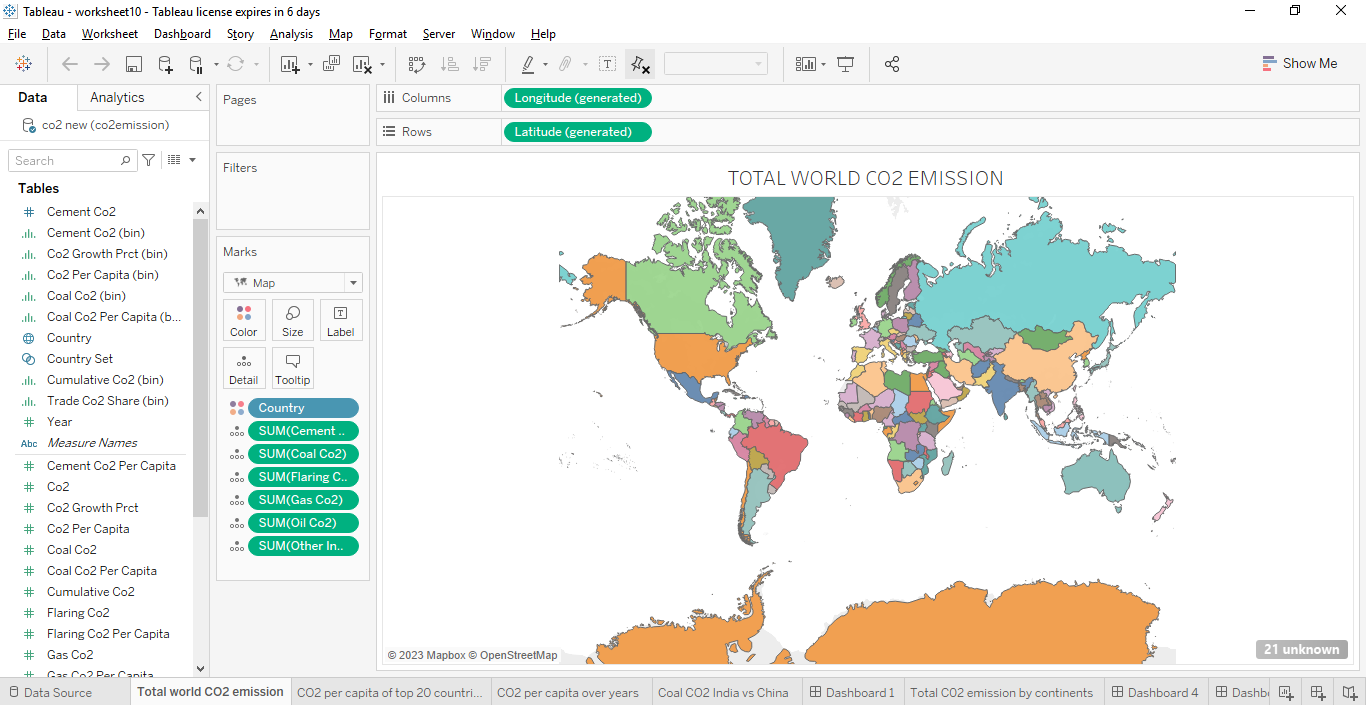 Tableau - worksheet10 - Tableau license expires in 6 days
File Data Worksheet Dashboard Story Analysis Map Format Server Window Help
Show Me
Data Analytics
co2 new (co2emission)
Search
Tables
Cement Co2
Cement Co2 (bin)
Co2 Growth Prct (bin)
Co2 Per Capita (bin)
Coal Co2 (bin)
Coal Co2 Per Capita (b...
Country
Country Set
Cumulative Co2 (bin)
Trade Co2 Share (bin)
Year
Abc Measure Names
Cement Co2 Per Capita
Co2
Co2 Growth Prct
Co2 Per Capita
Coal Co2
Coal Co2 Per Capita
Cumulative Co2
Flaring Co2
Flaring Co2 Per Capita
Gas Co2
Gas Co2 Per Capita
Pages
Filters
Marks
Map
Color Size Label
Detail Tooltip
Country
SUM(Cement ..
SUM(Coal Co2)
SUM(Flaring C..
SUM(Gas Co2)
SUM(Oil Co2)
SUM(Other In..
Columns Longitude (generated)
Rows Latitude (generated)
TOTAL WORLD CO2 EMISSION
© 2023 Mapbox © OpenStreetMap
21 unknown
Data Source Total world CO2 emission CO2 per capita of top 20 countri... CO2 per capita over years Coal CO2 India vs China Dashboard 1 Total CO2 emission by continents Dashboard 4 Dashb